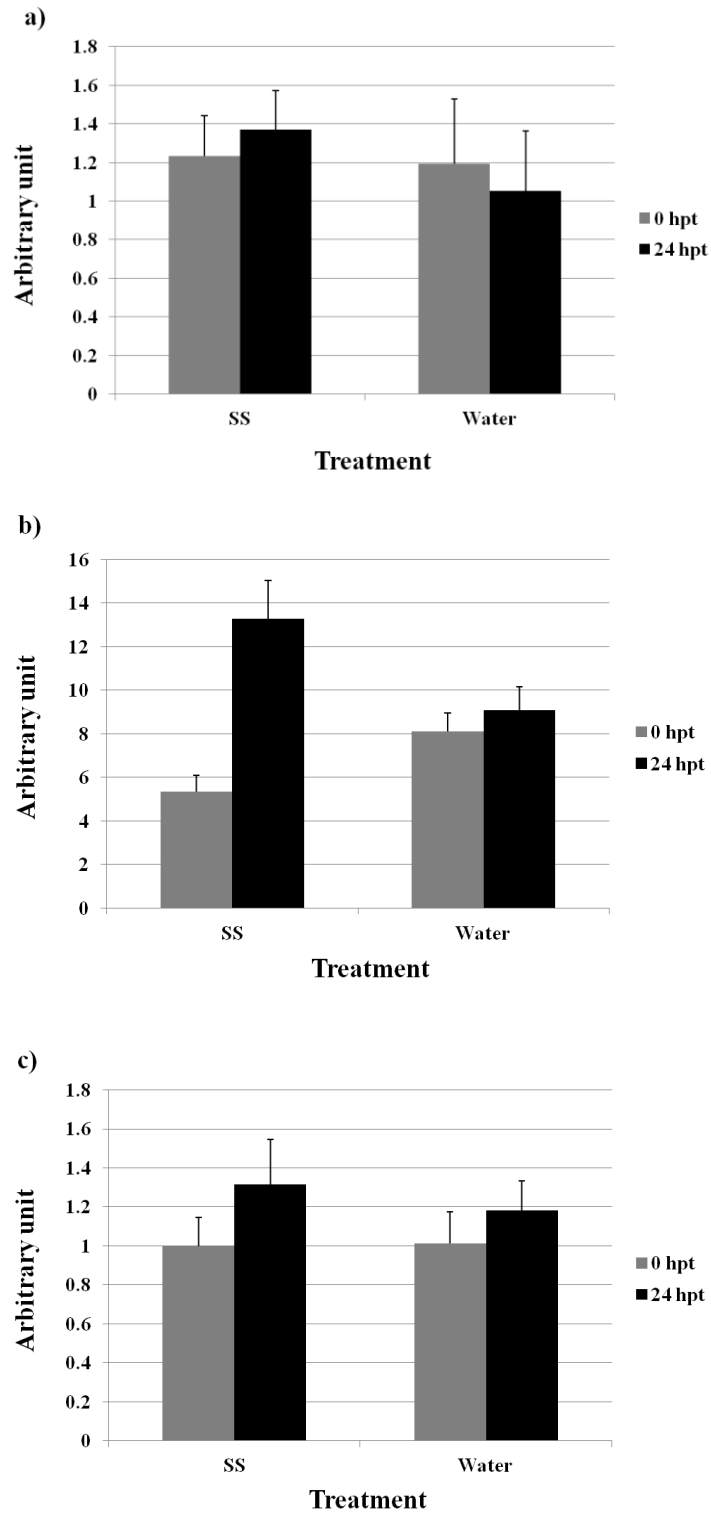 a)
Arbitrary unit
1.8
1.6
1.4
1.2
1
0.8
0.6
0.4
0.2
0
SS
Water
Treatment
0 hpt
24 hpt
b)
Arbitrary unit
16
14
12
10
8
6
4
2
0
SS
Water
Treatment
0 hpt
24 hpt
c)
Arbitrary unit
1.8
1.6
1.4
1.2
1
0.8
0.6
0.4
0.2
0
SS
Water
Treatment
0 hpt
24 hpt